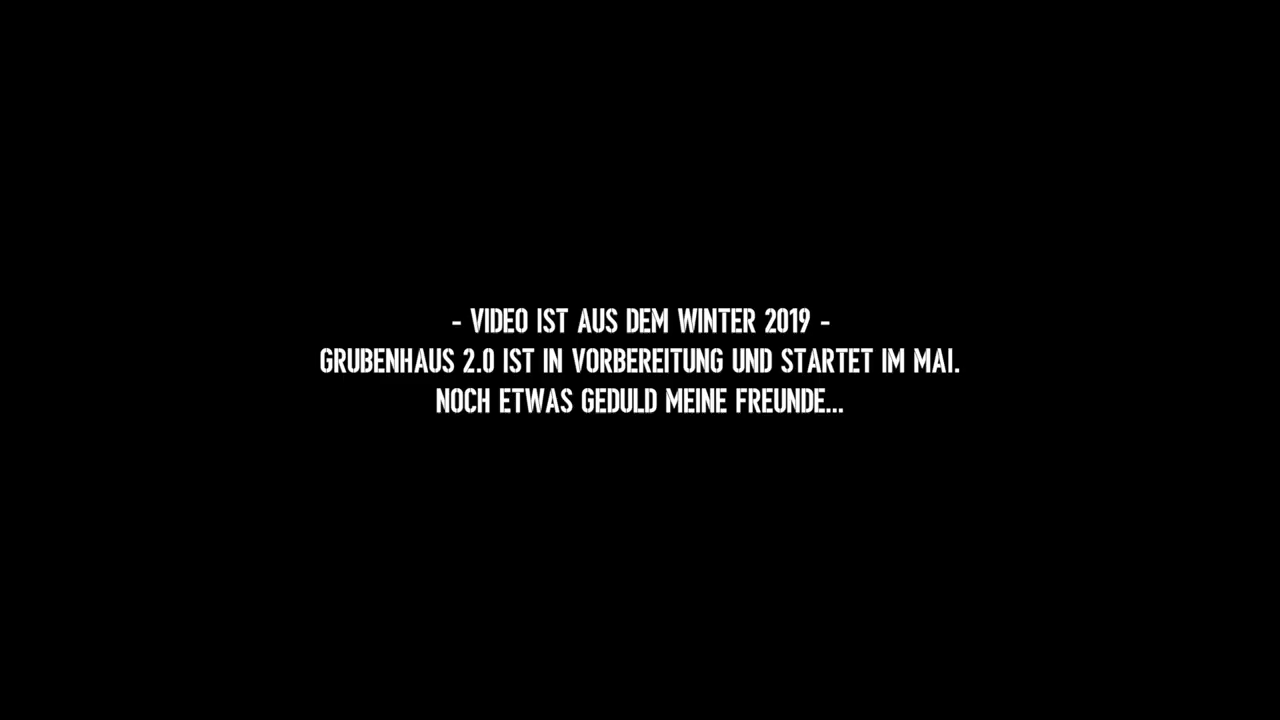 - VIDEO IST AUS DEM WINTER 2019 -
GRUBENHAUS 2.0 IST IN VORBEREITUNG UND STARTET IM MAI.
NOCH ETWAS GEDULD MEINE FREUNDE...